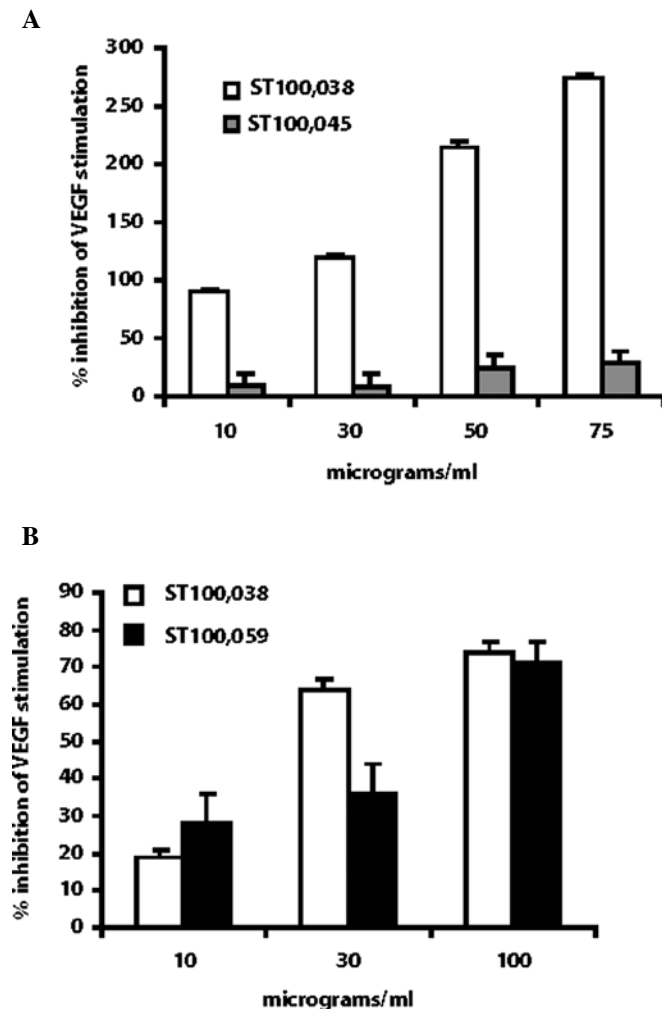 A
300
250
200
150
100
50
0
% inhibition of VEGF stimulation
ST100,038
ST100,045
10 30 50 75
micrograms/ml
B
90
80
70
60
50
40
30
20
10
0
% inhibition of VEGF stimulation
ST100,038
ST100,059
10 30 100
micrograms/ml